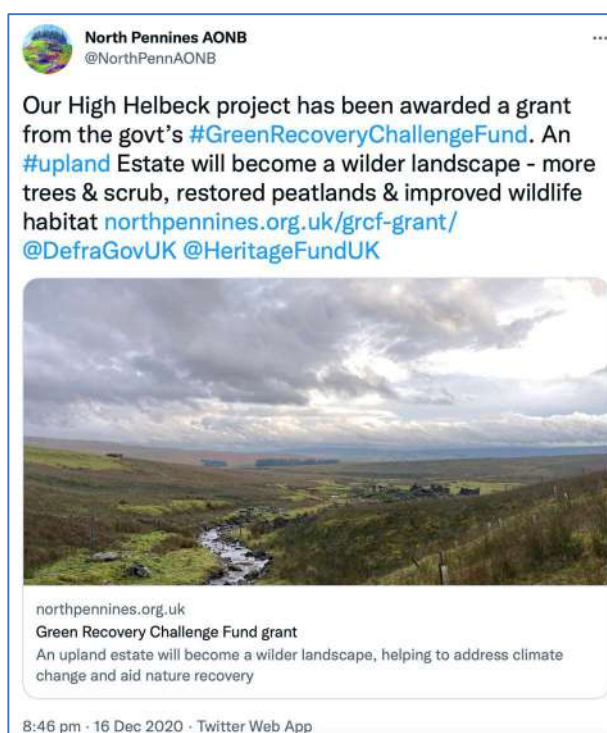 North Pennines AONB
@NorthPennAONB
Our High Helbeck project has been awarded a grant
from the govt's #GreenRecoveryChallengeFund. An
#upland Estate will become a wilder landscape - more
trees & scrub, restored peatlands & improved wildlife
habitat northpennines.org.uk/grcf-grant/
@DefraGovUK @HeritageFundUK
northpennines.org.uk
Green Recovery Challenge Fund grant
An upland estate will become a wilder landscape, helping to address climate
change and aid nature recovery
8:46 pm · 16 Dec 2020 · Twitter Web App